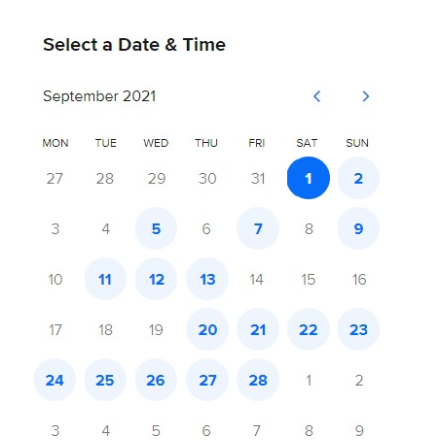 Select a Date & Time
September 2021
MON TUE WED THU FRI SAT SUN
27 28 29 30 31 1 2
3 4 5 6 7 8 9
10 11 12 13 14 15 16
17 18 19 20 21 22 23
24 25 26 27 28 1 2
3 4 5 6 7 8 9